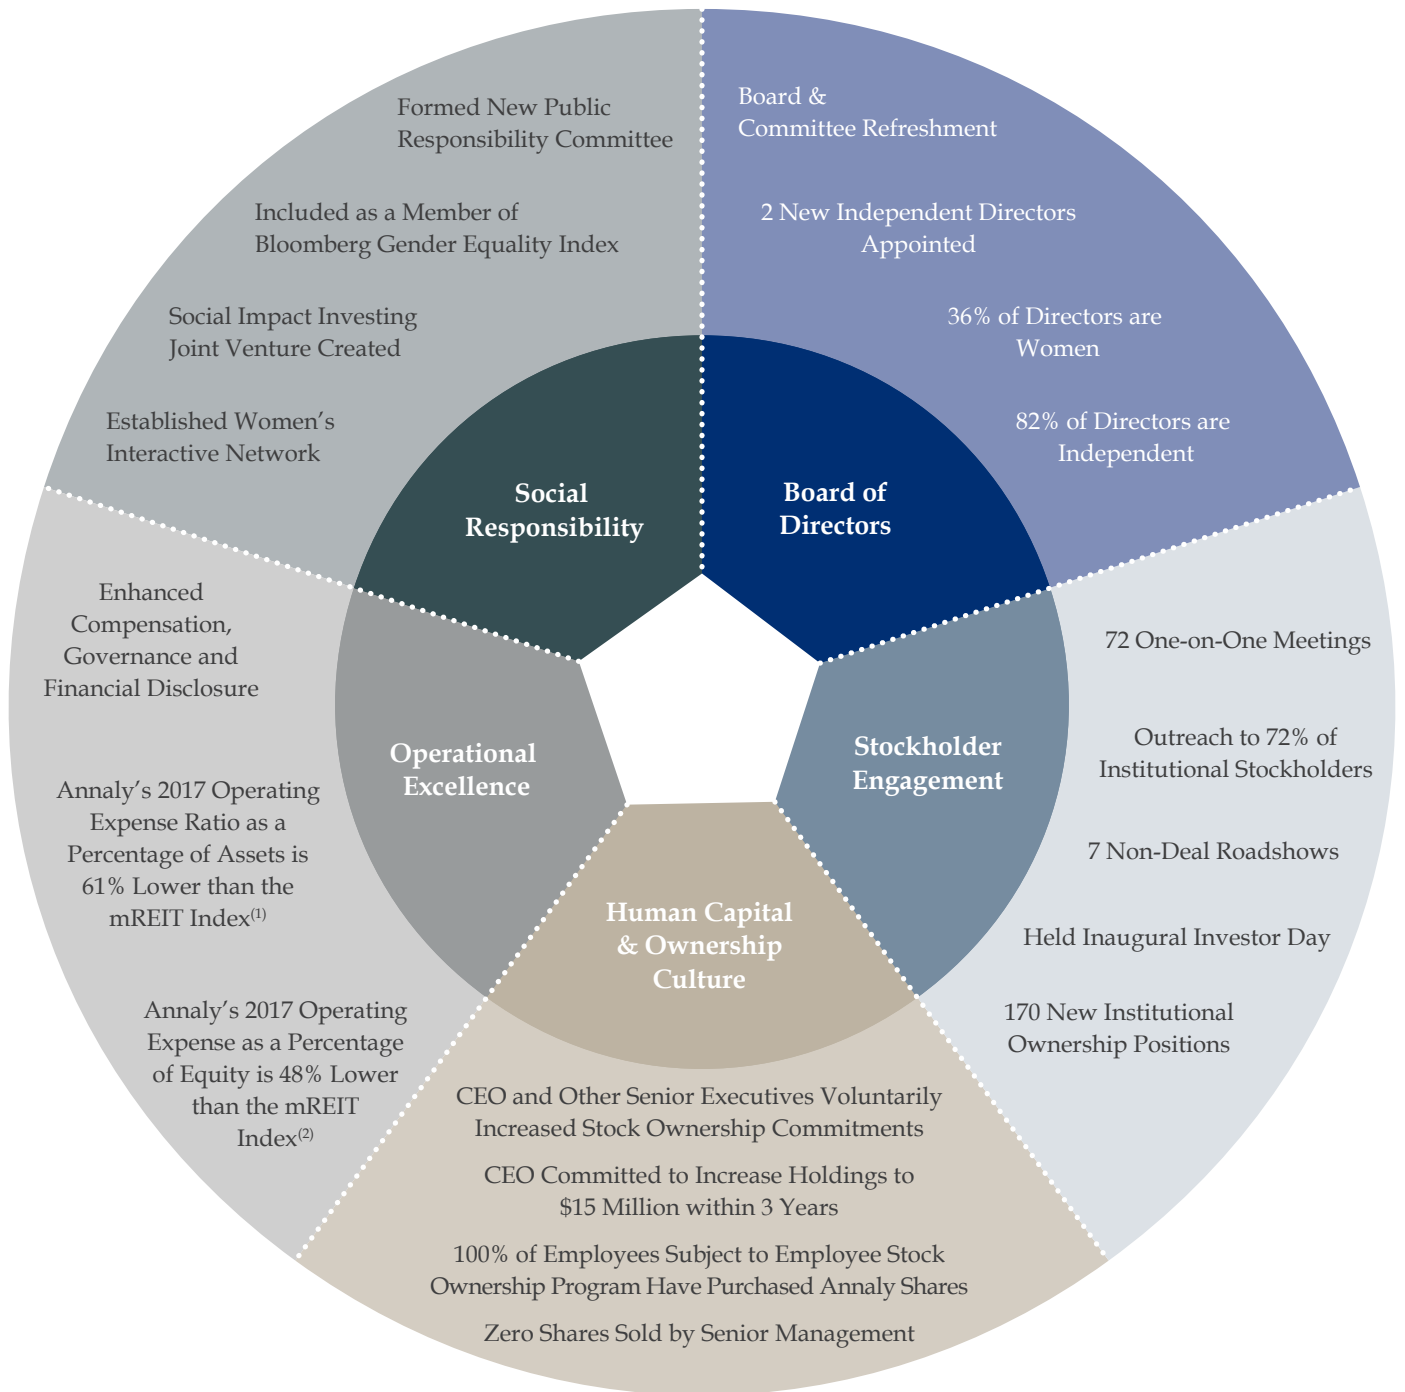 Formed New Public
Responsibility Committee
Included as a Member of
Bloomberg Gender Equality Index
Social Impact Investing
Joint Venture Created
Established Women’s
Interactive Network
Social
Responsibility
Board &
Committee Refreshment
2 New Independent Directors
Appointed
36% of Directors are
Women
82% of Directors are
Independent
Board of
Directors
72 One-on-One Meetings
Outreach to 72% of
Institutional Stockholders
7 Non-Deal Roadshows
Held Inaugural Investor Day
170 New Institutional
Ownership Positions
Stockholder
Engagement
Human Capital
& Ownership
Culture
CEO and Other Senior Executives Voluntarily
Increased Stock Ownership Commitments
CEO Committed to Increase Holdings to
$15 Million within 3 Years
100% of Employees Subject to Employee Stock
Ownership Program Have Purchased Annaly Shares
Zero Shares Sold by Senior Management
Operational
Excellence
Enhanced
Compensation,
Governance and
Financial Disclosure
Annaly’s 2017 Operating
Expense Ratio as a
Percentage of Assets is
61% Lower than the
mREIT Index(1)
Annaly’s 2017 Operating
Expense as a Percentage
of Equity is 48% Lower
than the mREIT
Index(2)